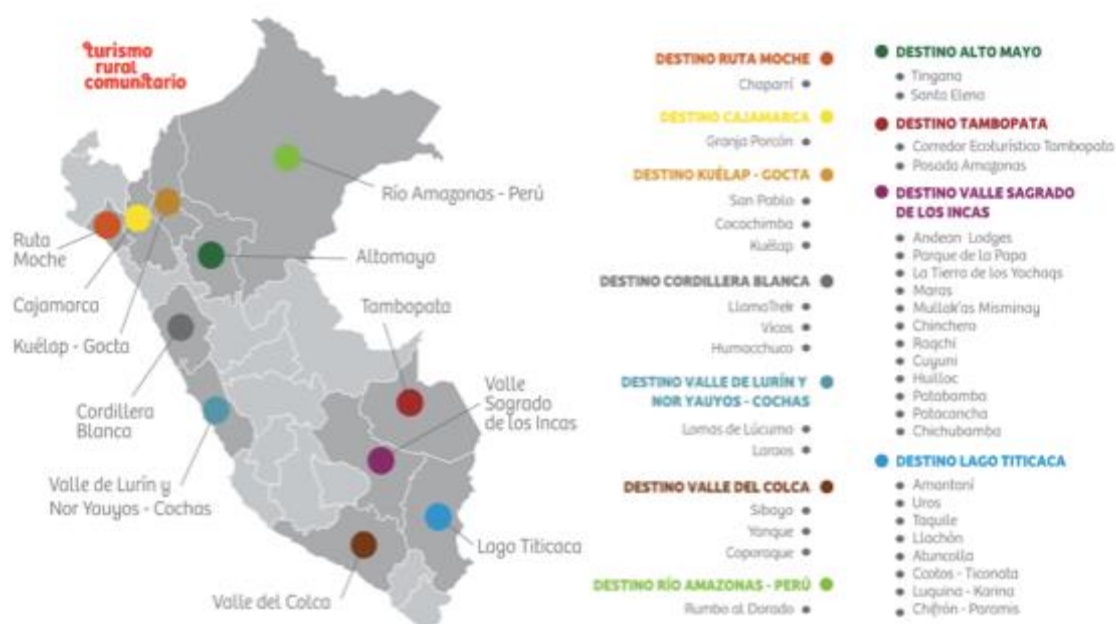 turismo
rural
comunitario
Río Amazonas - Perú
Ruta
Moche
Altomayo
Cajamarca
Tambopata
Kuélap - Gocta
Valle
Sagrado
de los Incas
Cordillera
Blanca
Valle de Lurín y
Nor Yauyos - Cochas
Lago Titicaca
Valle del Colca
DESTINO RUTA MOCHE
Chaparrí
DESTINO CAJAMARCA
Granja Porcón
DESTINO KUÉLAP - GOCTA
San Pablo
Cocachimba
Kuélap
DESTINO CORDILLERA BLANCA
LlamaTrek
Vicos
Humacchuco
DESTINO VALLE DE LURÍN Y
NOR YAUYOS - COCHAS
Lomas de Lúcumo
Laraos
DESTINO VALLE DEL COLCA
Sibayo
Yanque
Coporaque
DESTINO RÍO AMAZONAS - PERÚ
Rumbo al Dorado
DESTINO ALTO MAYO
Tingana
Santa Elena
DESTINO TAMBOPATA
Corredor Ecoturístico Tambopata
Posada Amazonas
DESTINO VALLE SAGRADO
DE LOS INCAS
Andean Lodges
Parque de la Papa
La Tierra de los Yachaqs
Maras
Mullak'as Misminay
Chinchero
Raqchi
Cuyuni
Huilloc
Patabamba
Patacancha
Chichubamba
DESTINO LAGO TITICACA
Amantaní
Uros
Taquile
Llachón
Atuncolla
Ccotos - Ticonata
Luquina - Karina
Chifrón - Paramis